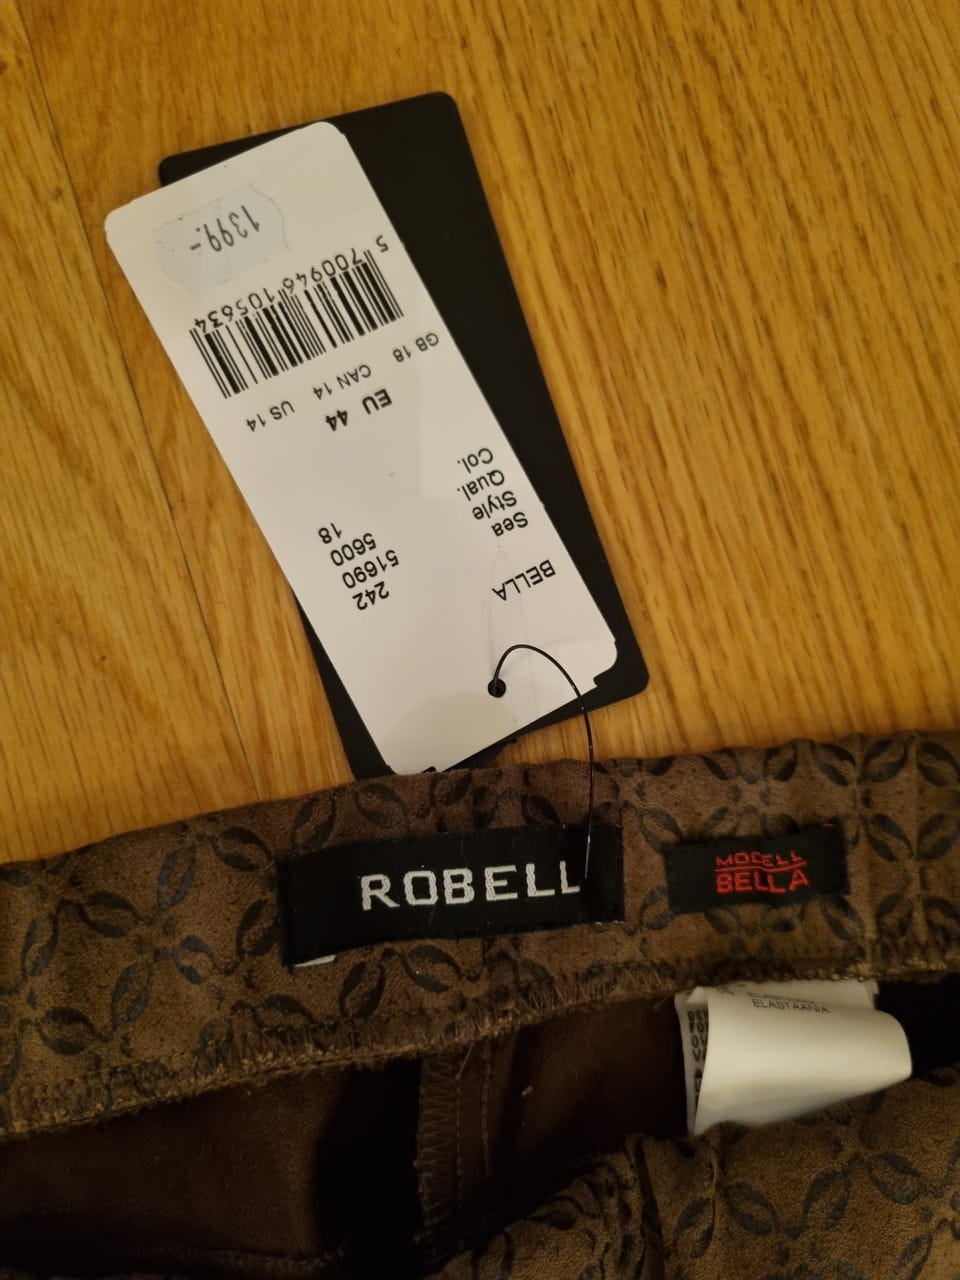 BELLA
Sea 242
Style 51690
Qual. 5600
Col. 18
EU 44
GB 18 CAN 14 US 14
5 700946 105634
1399.-
ROBELL
MODELL
BELLA
ELASTAANIA